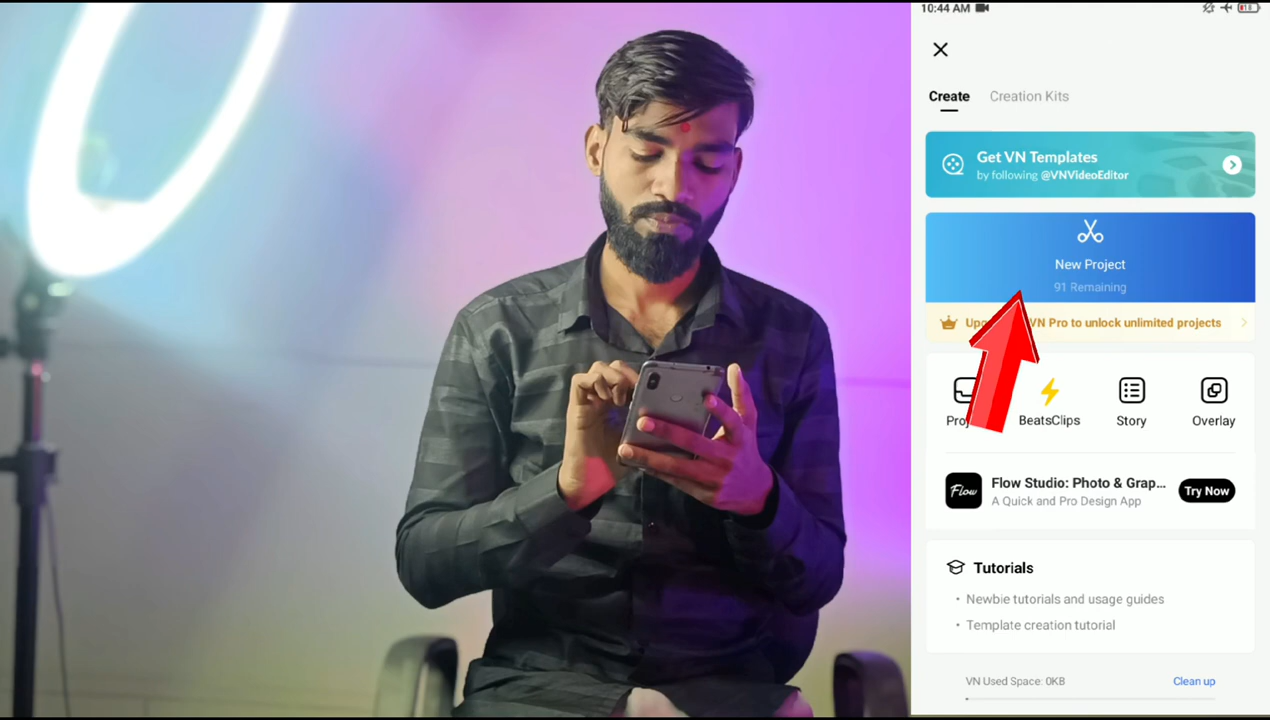 10:44 AM
Create Creation Kits
Get VN Templates
by following @VNVideoEditor
New Project
91 Remaining
VN Pro to unlock unlimited projects
BeatsClips Story Overlay
Flow
Flow Studio: Photo & Grap...
A Quick and Pro Design App
Try Now
Tutorials
• Newbie tutorials and usage guides
• Template creation tutorial
VN Used Space: 0KB Clean up